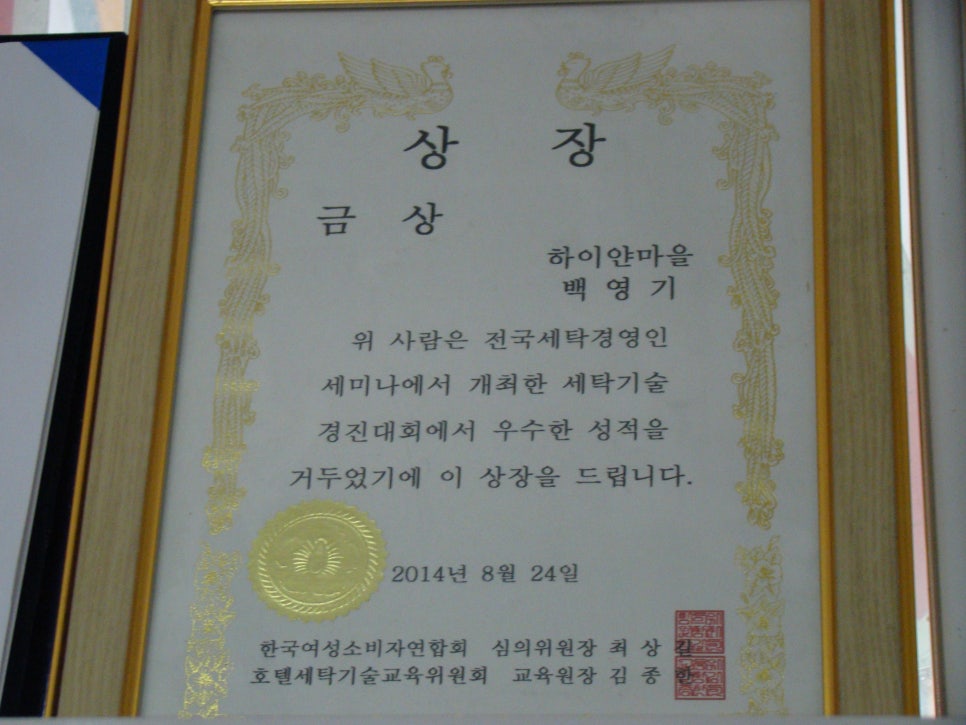 상 장
금 상
하이얀마을
백 영 기
위 사람은 전국세탁경영인
세미나에서 개최한 세탁기술
경진대회에서 우수한 성적을
거두었기에 이 상장을 드립니다.
2014년 8월 24일
한국여성소비자연합회 심의위원장 최 상 길
호텔세탁기술교육위원회 교육원장 김 종 한